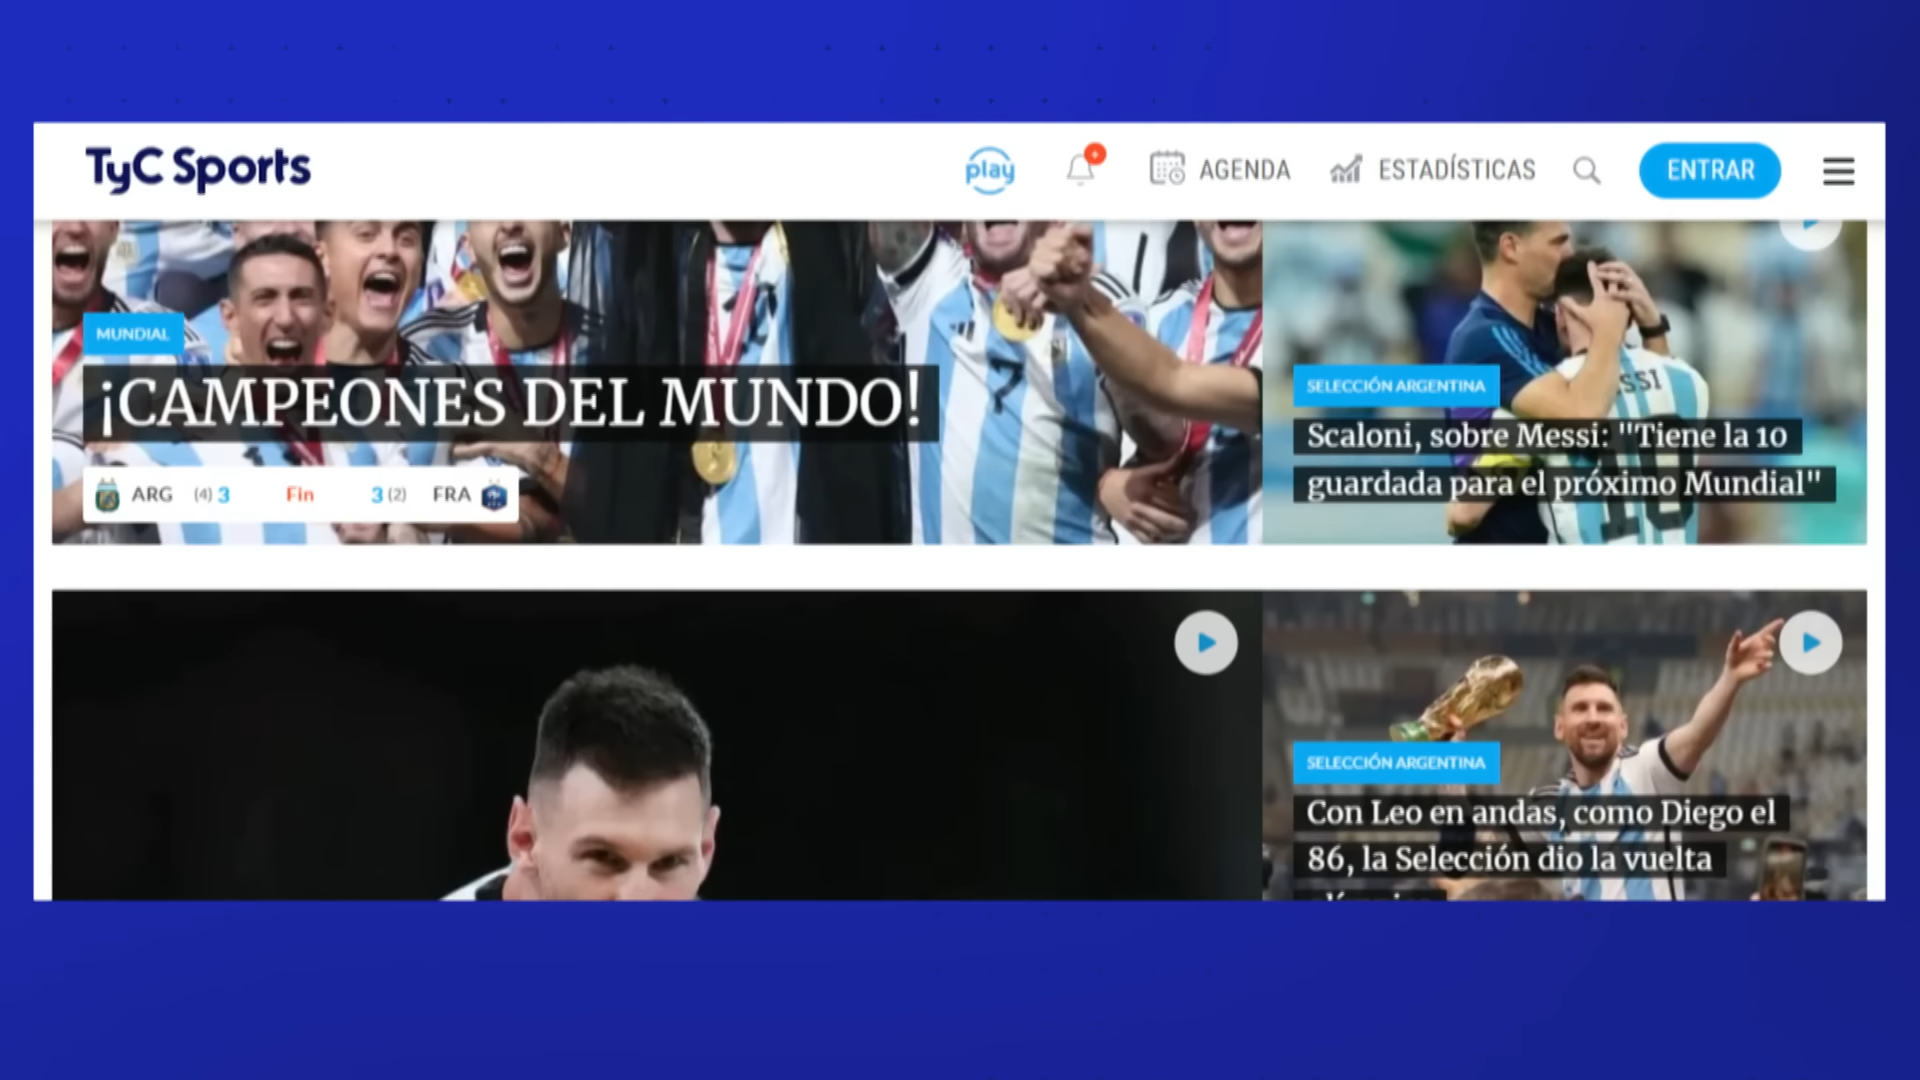 TyC Sports
play
AGENDA
ESTADÍSTICAS
ENTRAR
MUNDIAL
¡CAMPEONES DEL MUNDO!
ARG (4) 3 Fin 3 (2) FRA
7
SELECCIÓN ARGENTINA
Scaloni, sobre Messi: "Tiene la 10
guardada para el próximo Mundial"
10
SELECCIÓN ARGENTINA
Con Leo en andas, como Diego el
86, la Selección dio la vuelta